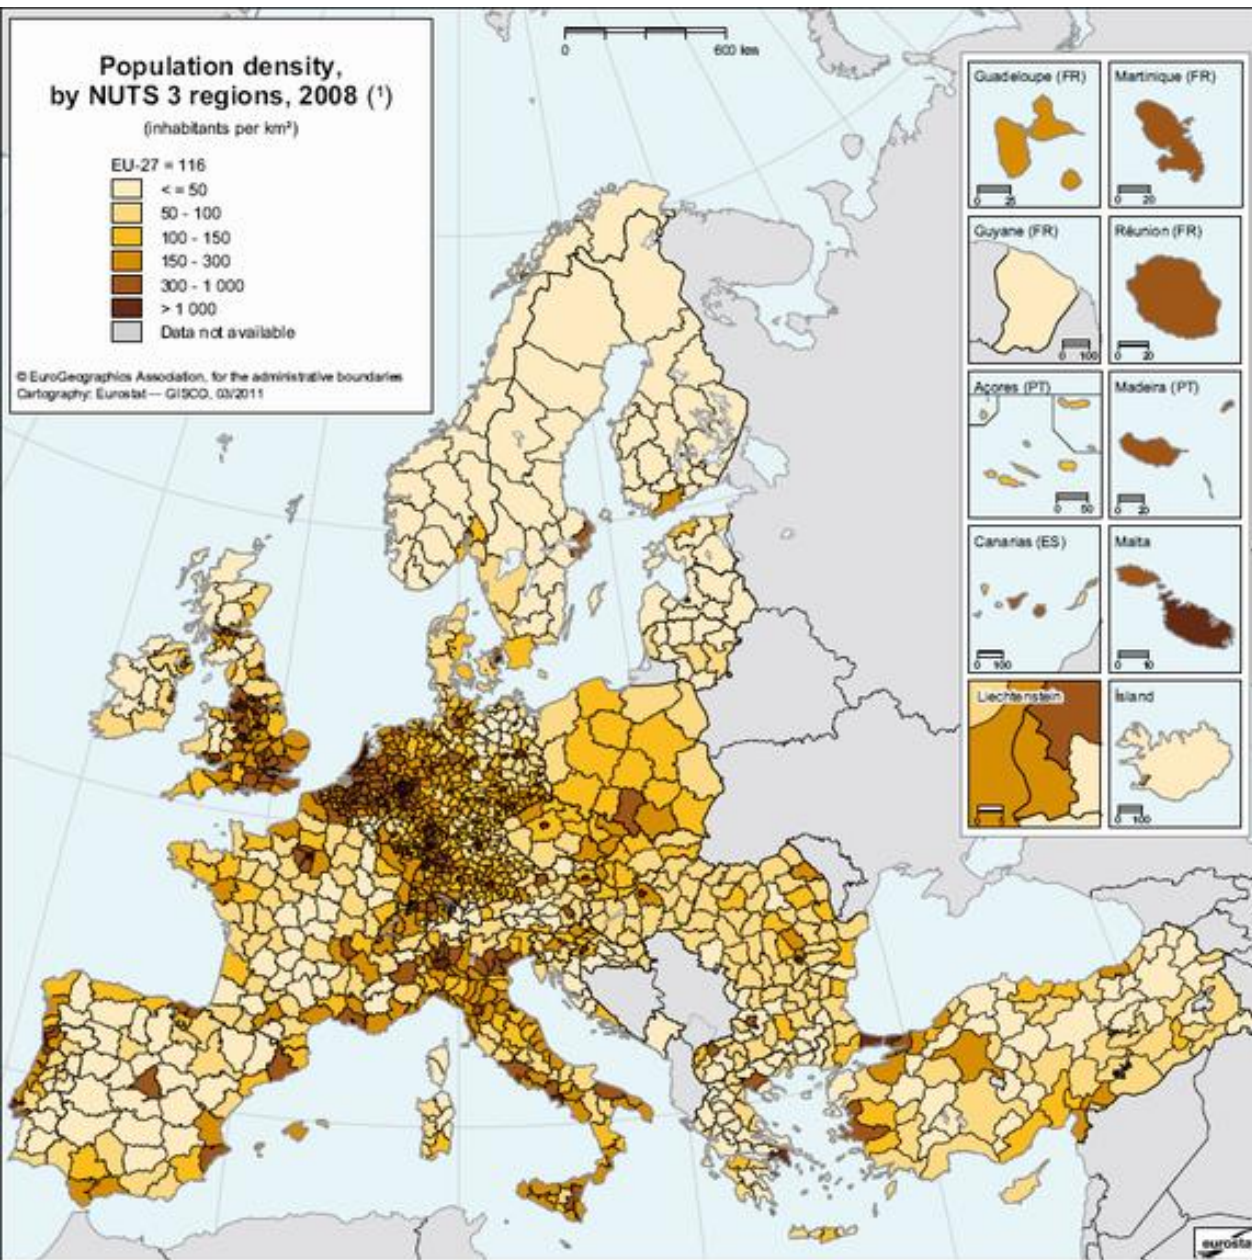 Population density,
by NUTS 3 regions, 2008 (¹)
(inhabitants per km²)
EU-27 = 116
< = 50
50 - 100
100 - 150
150 - 300
300 - 1 000
> 1 000
Data not available
© EuroGeographics Association, for the administrative boundaries
Cartography: Eurostat — GISCO, 03/2011
0 600 km
Guadeloupe (FR)
0 25
Martinique (FR)
0 20
Guyane (FR)
0 100
Réunion (FR)
0 20
Açores (PT)
0 50
Madeira (PT)
0 20
Canarias (ES)
0 100
Malta
0 10
Liechtenstein
Ísland
0 100
eurosta